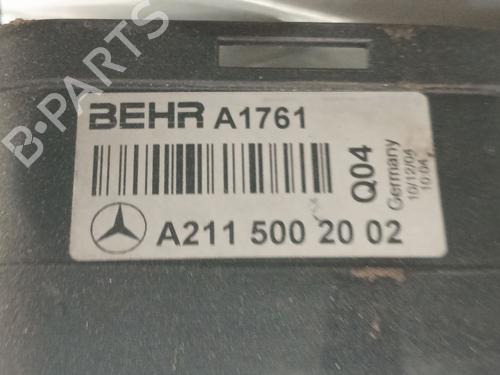 BEHR A1761
Q04
Germany
10/12/04
10:04
A211 500 20 02
B-PARTS